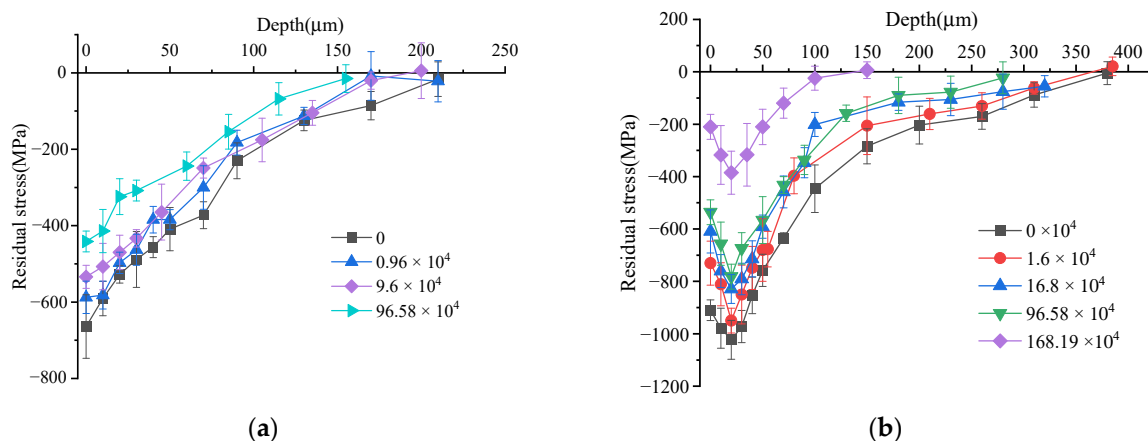 Depth(μm)
0 50 100 150 200 250
0
−200
−400
−600
−800
Residual stress(MPa)
0
0.96 × 10⁴
9.6 × 10⁴
96.58 × 10⁴
(a)
Depth(μm)
0 50 100 150 200 250 300 350 400
200
0
−200
−400
−600
−800
−1000
−1200
Residual stress(MPa)
0 ×10⁴
1.6 × 10⁴
16.8 × 10⁴
96.58 × 10⁴
168.19 ×10⁴
(b)